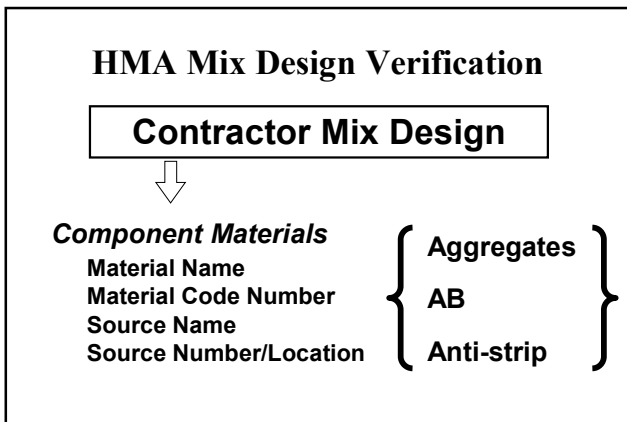 HMA Mix Design Verification
Contractor Mix Design
Component Materials
Material Name
Material Code Number
Source Name
Source Number/Location
Aggregates
AB
Anti-strip